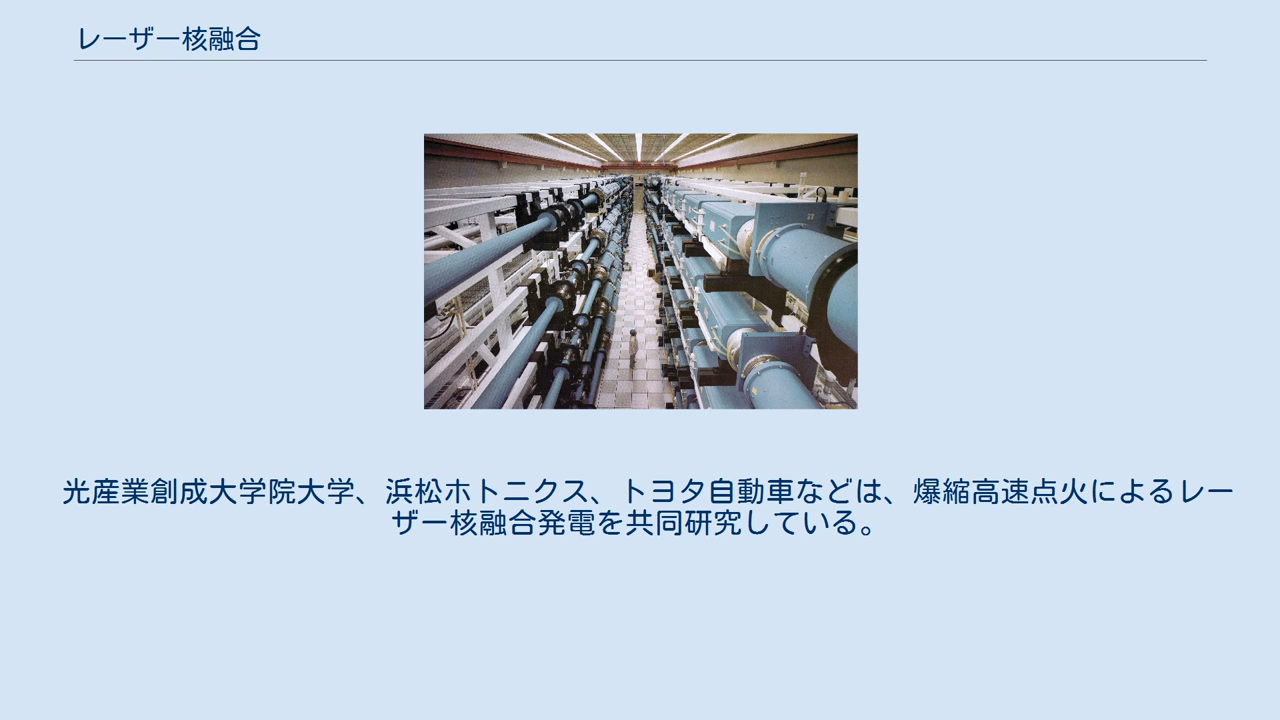 レーザー核融合
光産業創成大学院大学、浜松ホトニクス、トヨタ自動車などは、爆縮高速点火によるレー
ザー核融合発電を共同研究している。